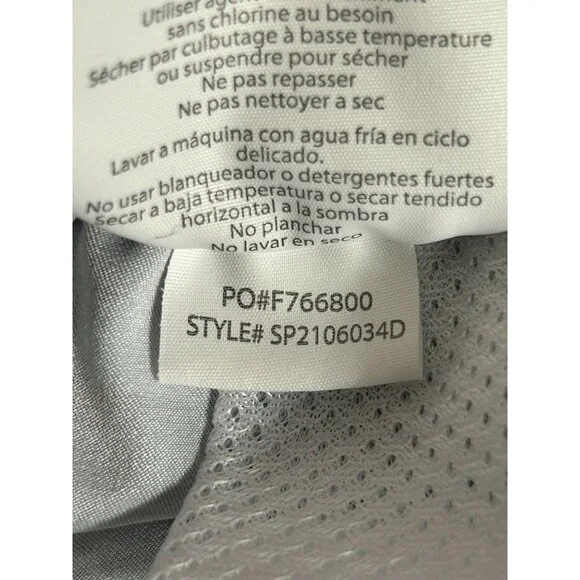 Utiliser
sans chlorine au besoin
Sécher par culbutage à basse temperature
ou suspendre pour sécher
Ne pas repasser
Ne pas nettoyer a sec
Lavar a máquina con agua fría en ciclo
delicado.
No usar blanqueador o detergentes fuertes
Secar a baja temperatura o secar tendido
horizontal a la sombra
No planchar
No lavar en seco
PO#F766800
STYLE# SP2106034D